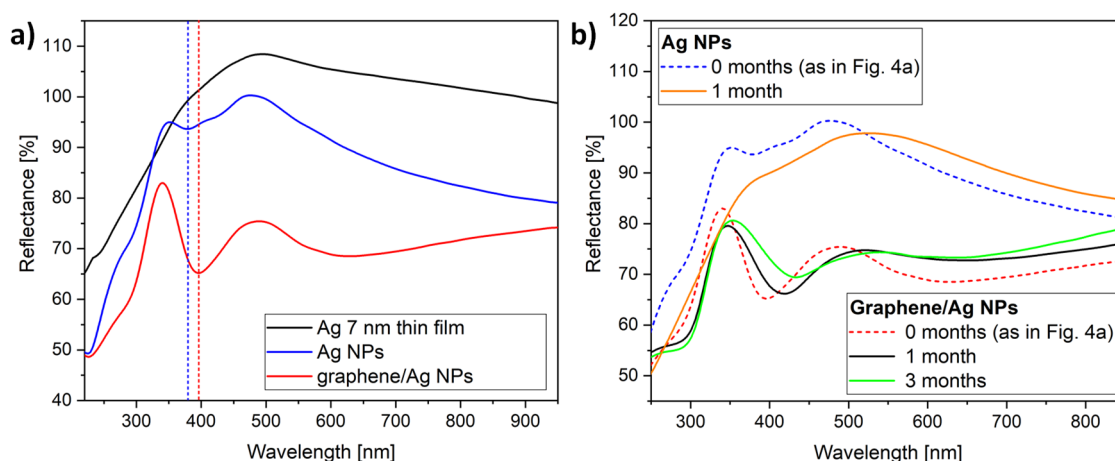 a)
Reflectance [%]
110
100
90
80
70
60
50
40
300 400 500 600 700 800 900
Wavelength [nm]
Ag 7 nm thin film
Ag NPs
graphene/Ag NPs
b)
Reflectance [%]
120
110
100
90
80
70
60
50
300 400 500 600 700 800
Wavelength [nm]
Ag NPs
0 months (as in Fig. 4a)
1 month
Graphene/Ag NPs
0 months (as in Fig. 4a)
1 month
3 months